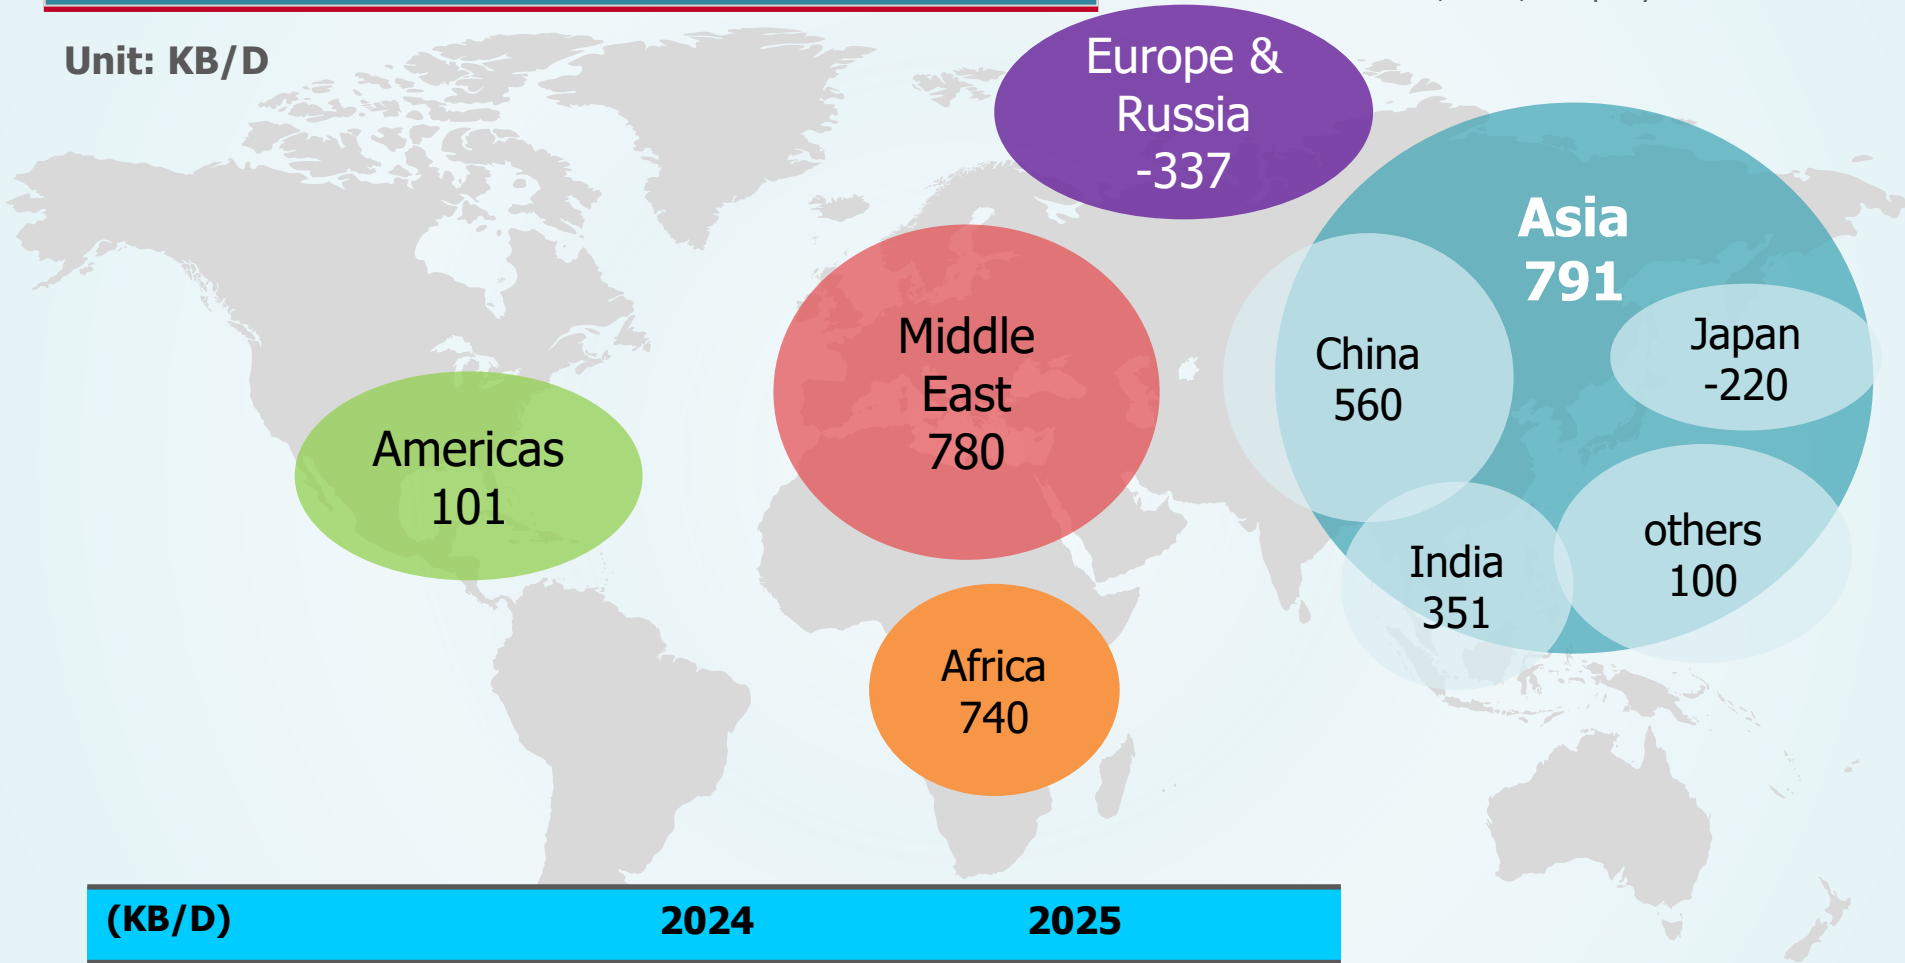 Unit: KB/D
Europe &
Russia
-337
Asia
791
Middle
East
780
China
560
Japan
-220
Americas
101
India
351
others
100
Africa
740
(KB/D) 2024 2025